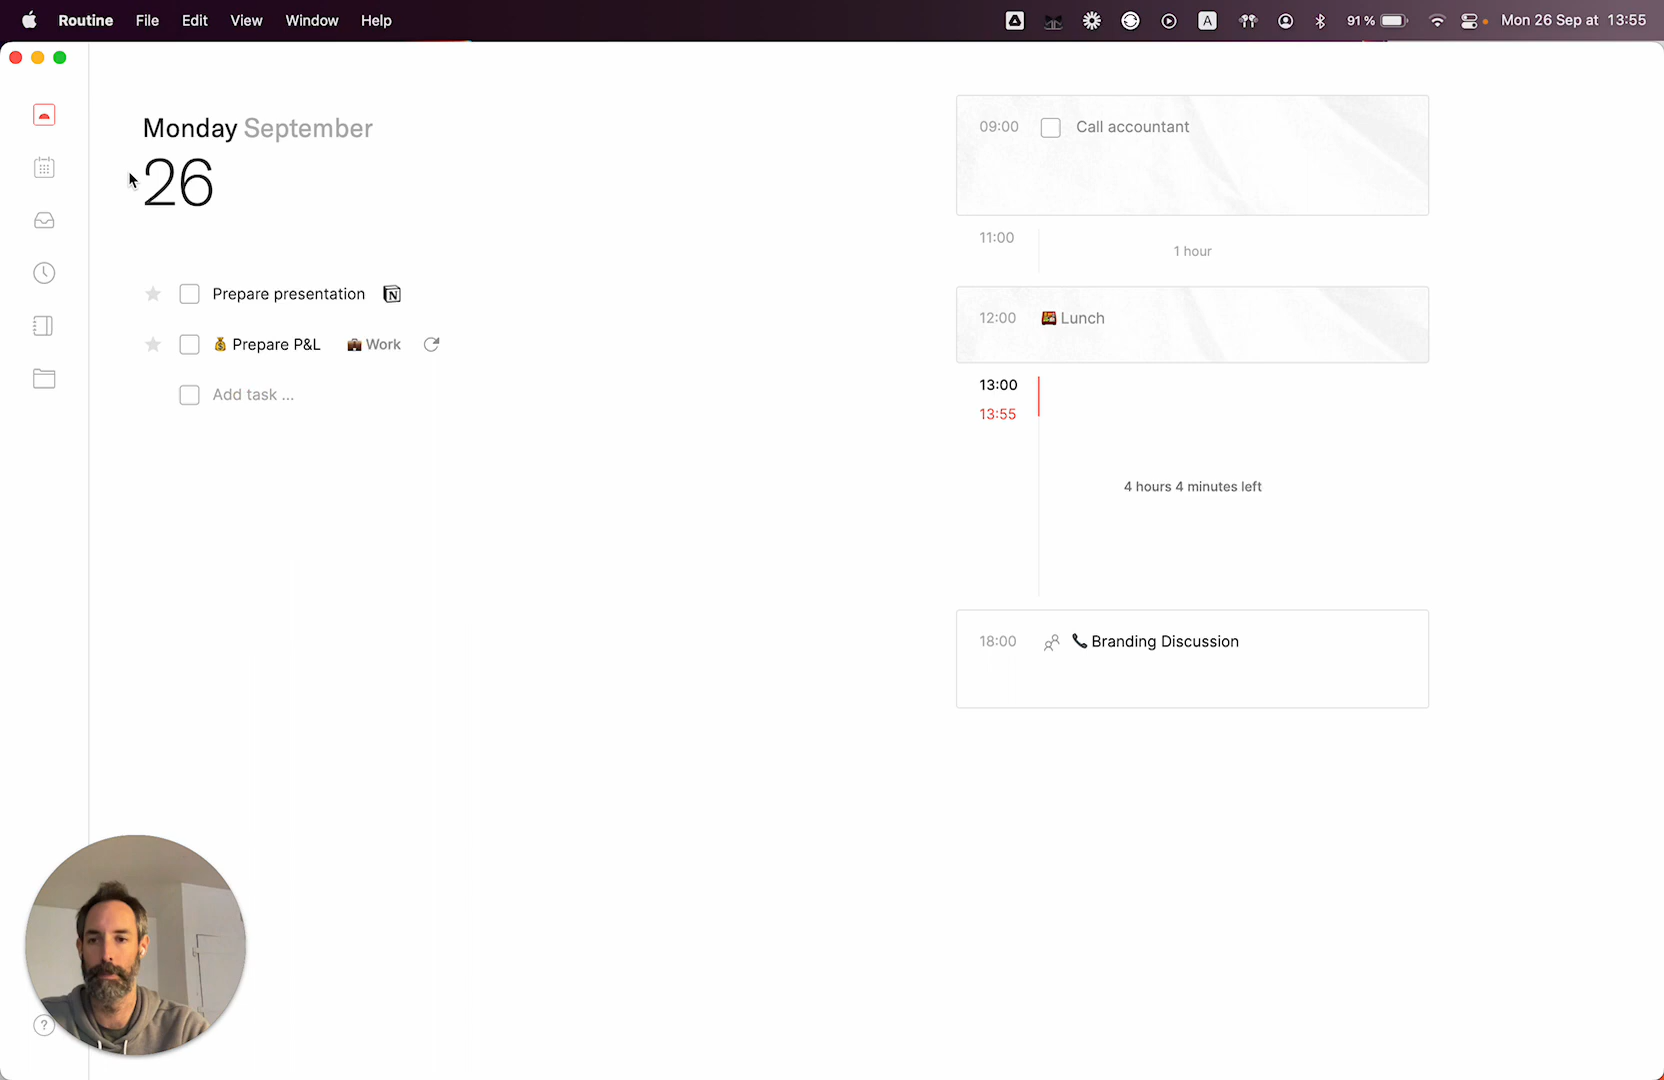 Routine File Edit View Window Help A 91 % Mon 26 Sep at 13:55
Monday September
26
Prepare presentation N
Prepare P&L Work
Add task ...
09:00 Call accountant
11:00 1 hour
12:00 Lunch
13:00
13:55
4 hours 4 minutes left
18:00 Branding Discussion
?